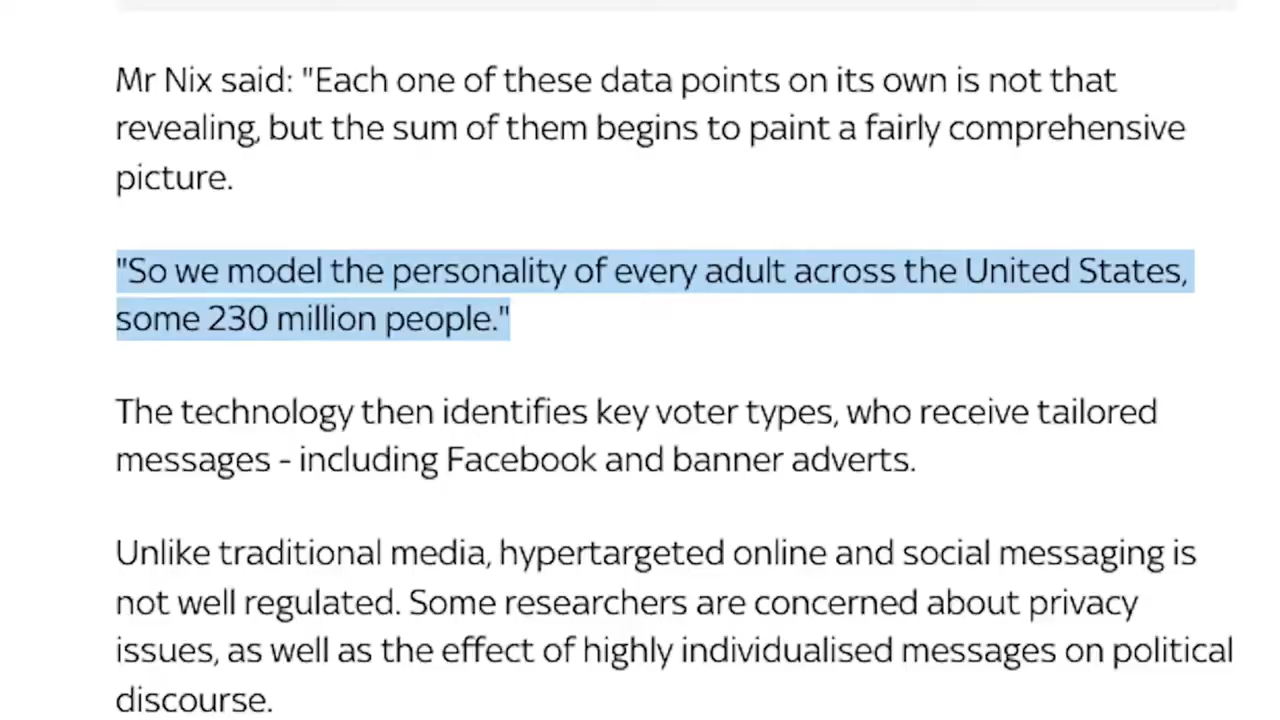 Mr Nix said: "Each one of these data points on its own is not that
revealing, but the sum of them begins to paint a fairly comprehensive
picture.
"So we model the personality of every adult across the United States,
some 230 million people."
The technology then identifies key voter types, who receive tailored
messages - including Facebook and banner adverts.
Unlike traditional media, hypertargeted online and social messaging is
not well regulated. Some researchers are concerned about privacy
issues, as well as the effect of highly individualised messages on political
discourse.